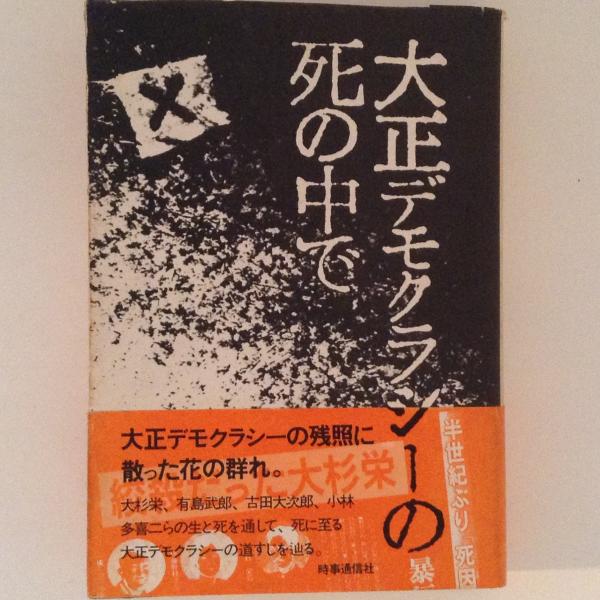 大正デモクラシーの
死の中で
大正デモクラシーの残照に
散った花の群れ。
大杉栄、有島武郎、古田大次郎、小林
多喜二らの生と死を通して、死に至る
大正デモクラシーの道すじを辿る。
時事通信社
大杉栄
半世紀ぶり
死因
暴